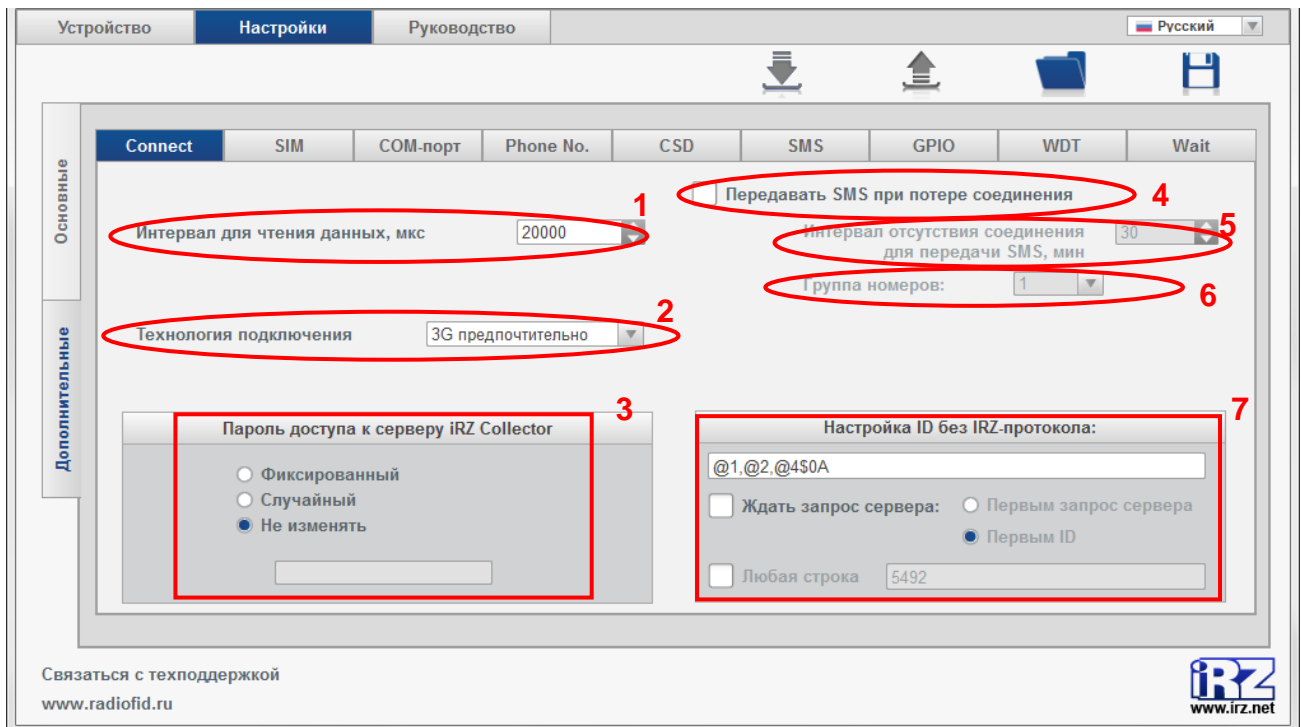 Устройство Настройки Руководство Русский
Основные
Дополнительные
Connect SIM COM-порт Phone No. CSD SMS GPIO WDT Wait
Передавать SMS при потере соединения 4
1
Интервал для чтения данных, мкс 20000
Интервал отсутствия соединения 30 5
для передачи SMS, мин
Группа номеров: 1 6
2
Технология подключения 3G предпочтительно
3
Пароль доступа к серверу iRZ Collector
Фиксированный
Случайный
Не изменять
7
Настройка ID без IRZ-протокола:
@1,@2,@4$0A
Ждать запрос сервера: Первым запрос сервера
Первым ID
Любая строка 5492
Связаться с техподдержкой
www.radiofid.ru
iRZ
www.irz.net